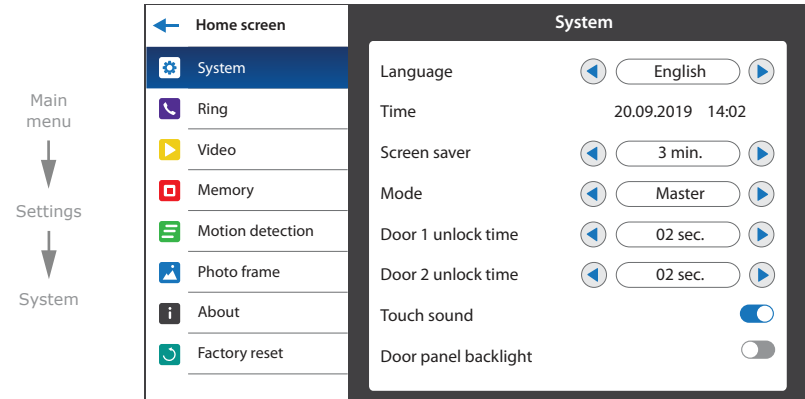 Main
menu
Settings
System
Home screen
System
Ring
Video
Memory
Motion detection
Photo frame
About
Factory reset
System
Language English
Time 20.09.2019 14:02
Screen saver 3 min.
Mode Master
Door 1 unlock time 02 sec.
Door 2 unlock time 02 sec.
Touch sound
Door panel backlight